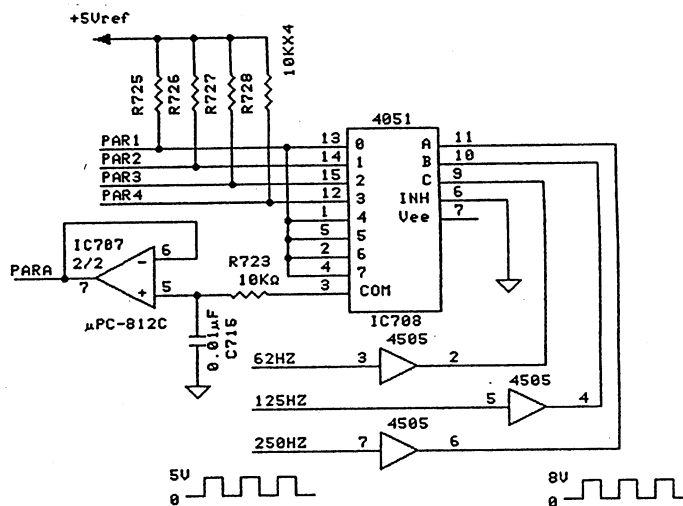 +5Vref
R725
R726
R727
R728
10KX4
4051
PAR1 13 0 A 11
PAR2 14 1 B 10
PAR3 15 2 C 9
PAR4 12 3 INH 6
1 4 Vee 7
5 5
2 6
4 7
3 COM
IC708
IC707
2/2
PARA 7
6 -
5 +
µPC-812C
R723
10KΩ
0.01µF
C715
4505
62HZ 3 2
4505
125HZ 5 4
4505
250HZ 7 6
5V
0
8V
0